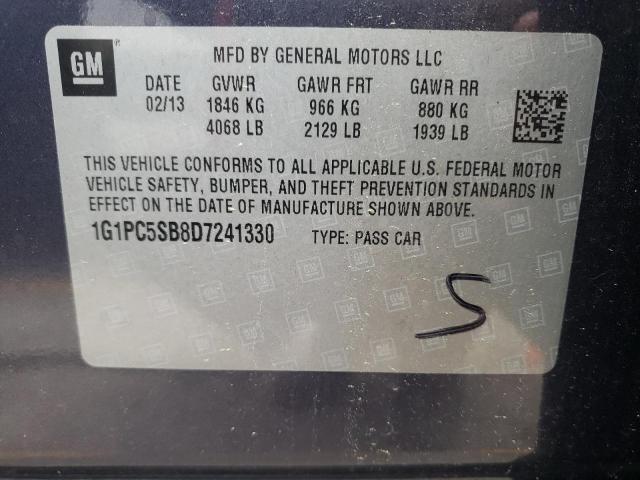 GM
MFD BY GENERAL MOTORS LLC
DATE GVWR GAWR FRT GAWR RR
02/13 1846 KG 966 KG 880 KG
4068 LB 2129 LB 1939 LB
THIS VEHICLE CONFORMS TO ALL APPLICABLE U.S. FEDERAL MOTOR
VEHICLE SAFETY, BUMPER, AND THEFT PREVENTION STANDARDS IN
EFFECT ON THE DATE OF MANUFACTURE SHOWN ABOVE.
1G1PC5SB8D7241330 TYPE: PASS CAR
S